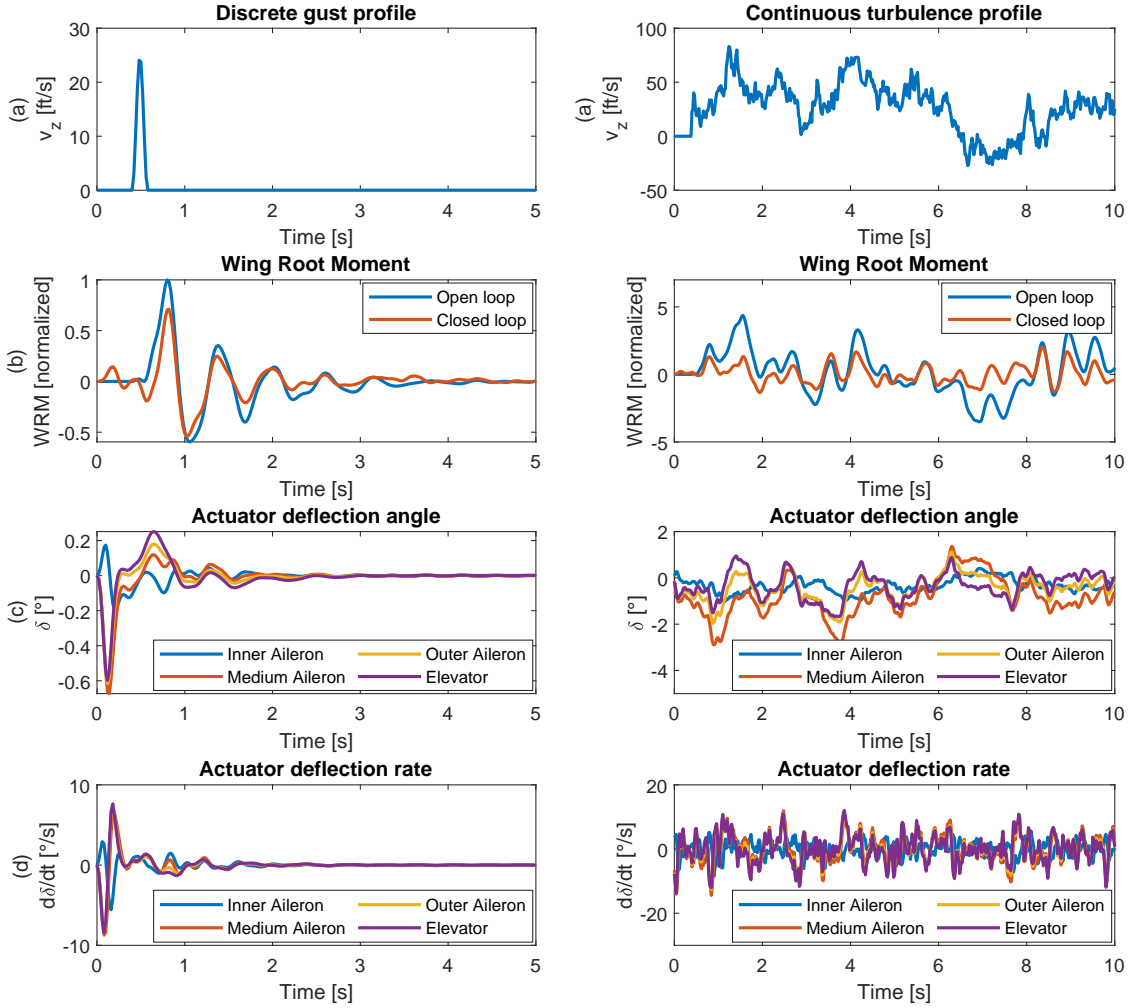 Discrete gust profile
(a)
v_z [ft/s]
30
20
10
0
0 1 2 3 4 5
Time [s]
Continuous turbulence profile
(a)
v_z [ft/s]
100
50
0
-50
0 2 4 6 8 10
Time [s]
Wing Root Moment
(b)
WRM [normalized]
1
0.5
0
-0.5
Open loop
Closed loop
0 1 2 3 4 5
Time [s]
Wing Root Moment
WRM [normalized]
5
0
-5
Open loop
Closed loop
0 2 4 6 8 10
Time [s]
Actuator deflection angle
(c)
δ [°]
0.2
0
-0.2
-0.4
-0.6
Inner Aileron Outer Aileron
Medium Aileron Elevator
0 1 2 3 4 5
Time [s]
Actuator deflection angle
δ [°]
2
0
-2
-4
Inner Aileron Outer Aileron
Medium Aileron Elevator
0 2 4 6 8 10
Time [s]
Actuator deflection rate
(d)
dδ/dt [°/s]
10
0
-10
Inner Aileron Outer Aileron
Medium Aileron Elevator
0 1 2 3 4 5
Time [s]
Actuator deflection rate
dδ/dt [°/s]
20
0
-20
Inner Aileron Outer Aileron
Medium Aileron Elevator
0 2 4 6 8 10
Time [s]